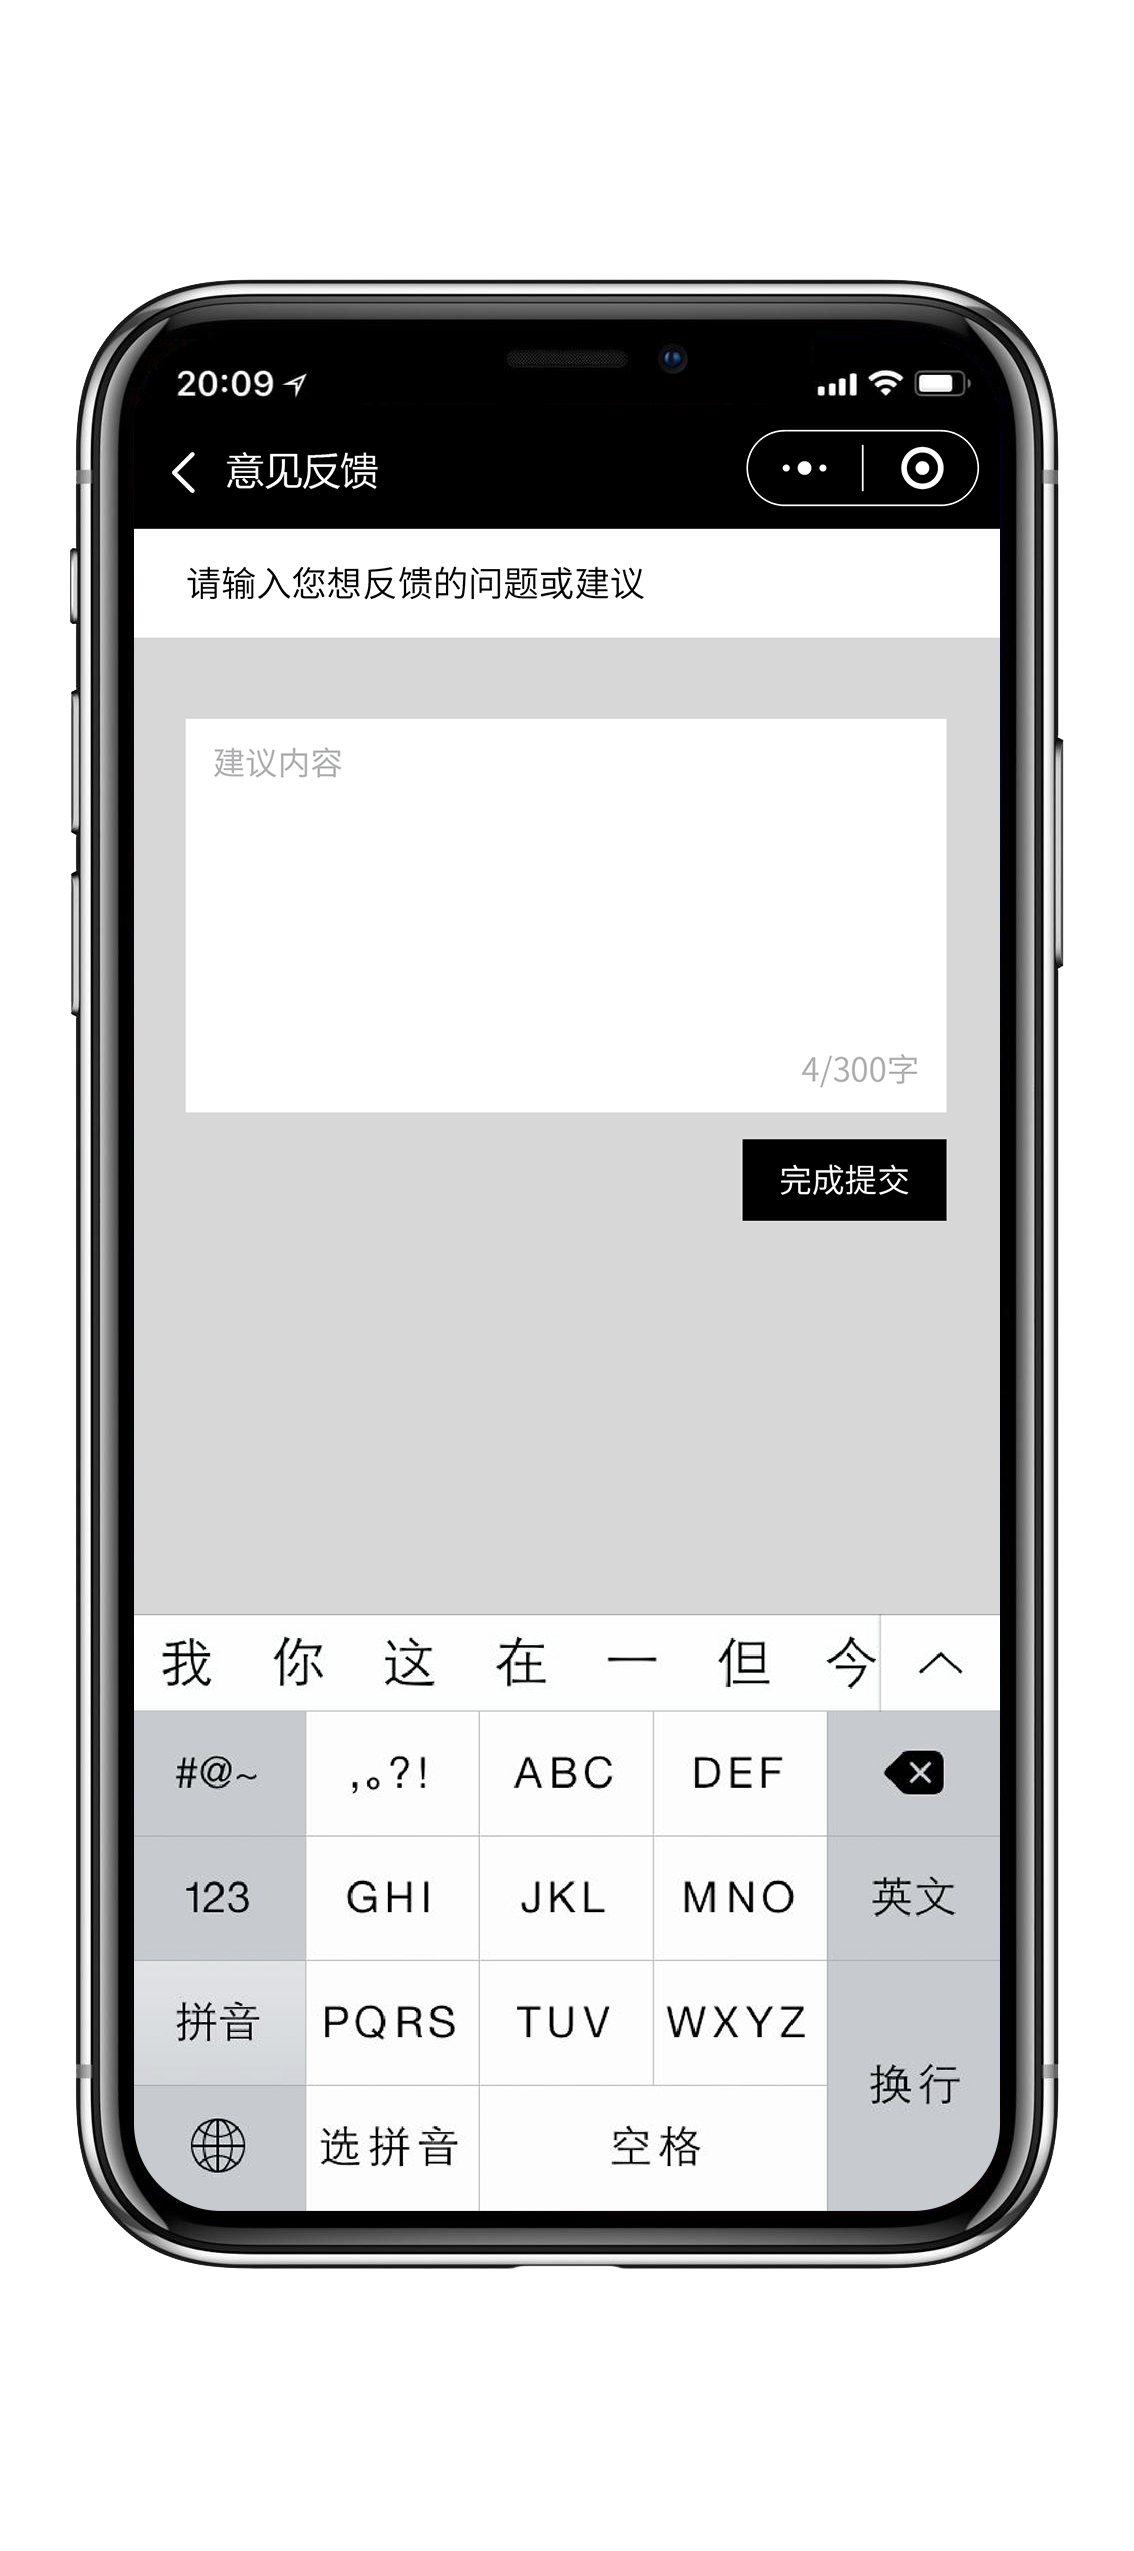 20:09
意见反馈
请输入您想反馈的问题或建议
建议内容
4/300字
完成提交
我 你 这 在 一 但 今
#@~ ,。?! ABC DEF
123 GHI JKL MNO 英文
拼音 PQRS TUV WXYZ
换行
选拼音 空格